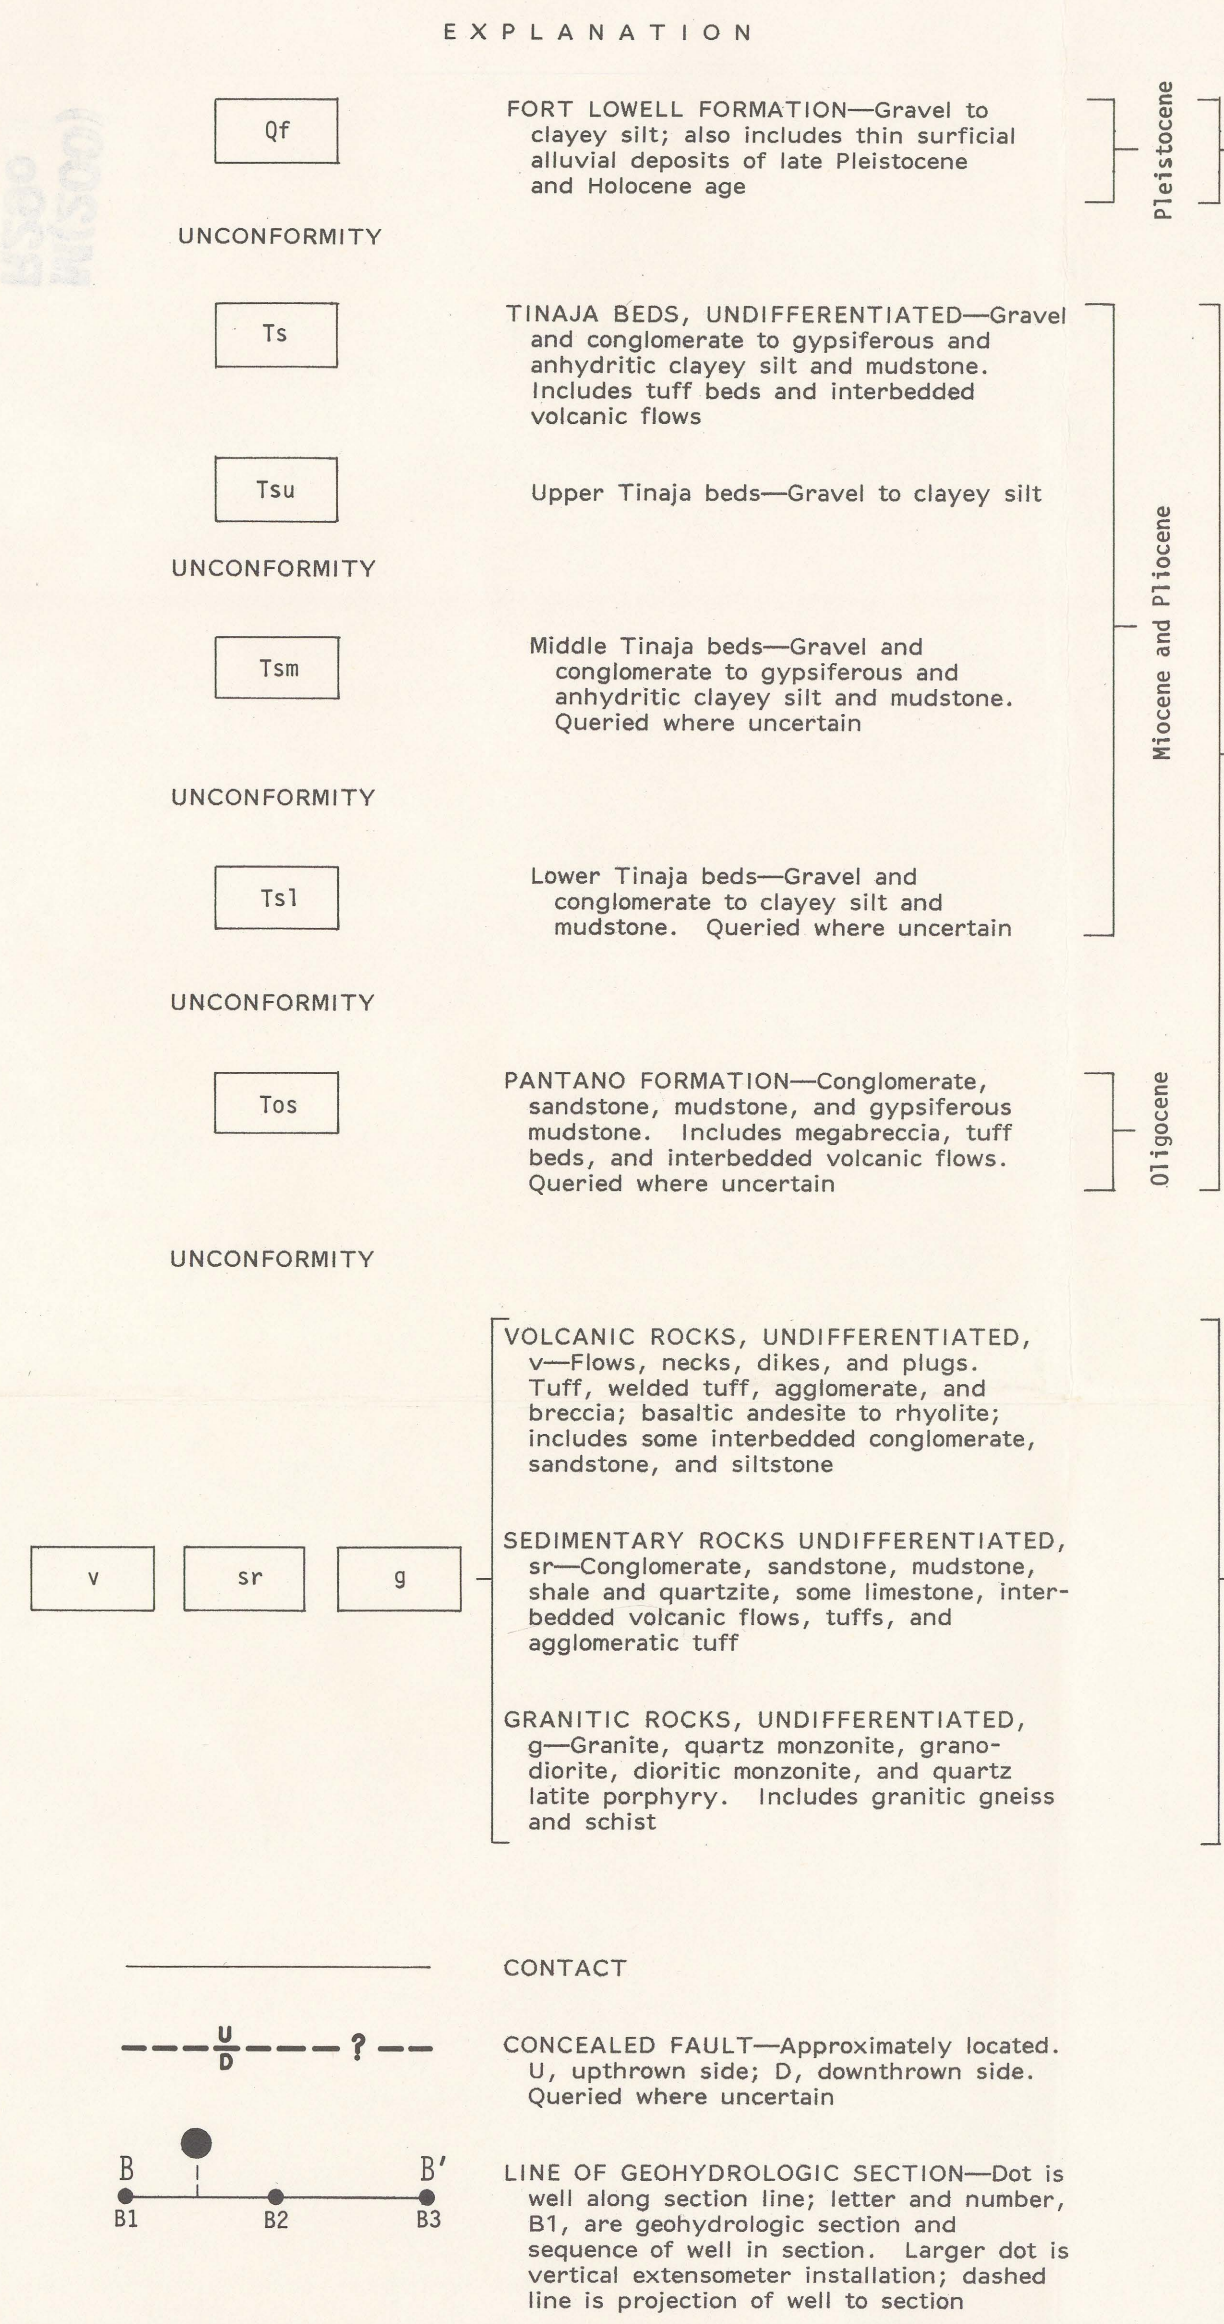 EXPLANATION
Qf
FORT LOWELL FORMATION—Gravel to
clayey silt; also includes thin surficial
alluvial deposits of late Pleistocene
and Holocene age
Pleistocene
UNCONFORMITY
Ts
TINAJA BEDS, UNDIFFERENTIATED—Gravel
and conglomerate to gypsiferous and
anhydritic clayey silt and mudstone.
Includes tuff beds and interbedded
volcanic flows
Tsu
Upper Tinaja beds—Gravel to clayey silt
UNCONFORMITY
Miocene and Pliocene
Tsm
Middle Tinaja beds—Gravel and
conglomerate to gypsiferous and
anhydritic clayey silt and mudstone.
Queried where uncertain
UNCONFORMITY
Tsl
Lower Tinaja beds—Gravel and
conglomerate to clayey silt and
mudstone. Queried where uncertain
UNCONFORMITY
Tos
PANTANO FORMATION—Conglomerate,
sandstone, mudstone, and gypsiferous
mudstone. Includes megabreccia, tuff
beds, and interbedded volcanic flows.
Queried where uncertain
Oligocene
UNCONFORMITY
VOLCANIC ROCKS, UNDIFFERENTIATED,
v—Flows, necks, dikes, and plugs.
Tuff, welded tuff, agglomerate, and
breccia; basaltic andesite to rhyolite;
includes some interbedded conglomerate,
sandstone, and siltstone
v sr g
SEDIMENTARY ROCKS UNDIFFERENTIATED,
sr—Conglomerate, sandstone, mudstone,
shale and quartzite, some limestone, inter-
bedded volcanic flows, tuffs, and
agglomeratic tuff
GRANITIC ROCKS, UNDIFFERENTIATED,
g—Granite, quartz monzonite, grano-
diorite, dioritic monzonite, and quartz
latite porphyry. Includes granitic gneiss
and schist
CONTACT
U
D
?
CONCEALED FAULT—Approximately located.
U, upthrown side; D, downthrown side.
Queried where uncertain
B B′
B1 B2 B3
LINE OF GEOHYDROLOGIC SECTION—Dot is
well along section line; letter and number,
B1, are geohydrologic section and
sequence of well in section. Larger dot is
vertical extensometer installation; dashed
line is projection of well to section